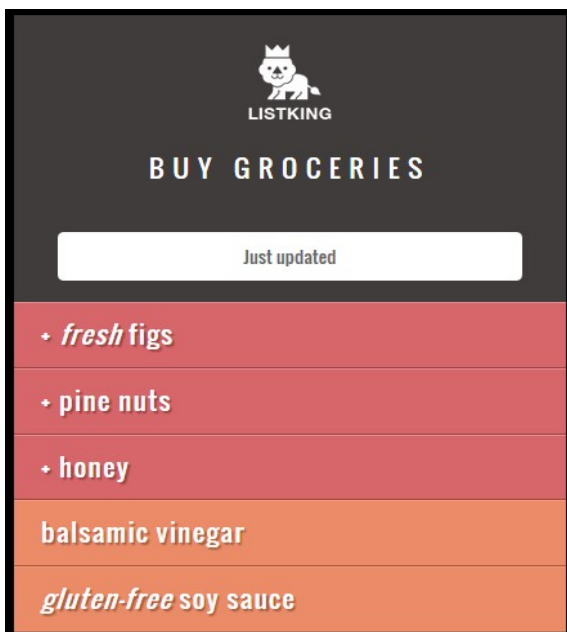 LISTKING
BUY GROCERIES
Just updated
+ fresh figs
+ pine nuts
+ honey
balsamic vinegar
gluten-free soy sauce